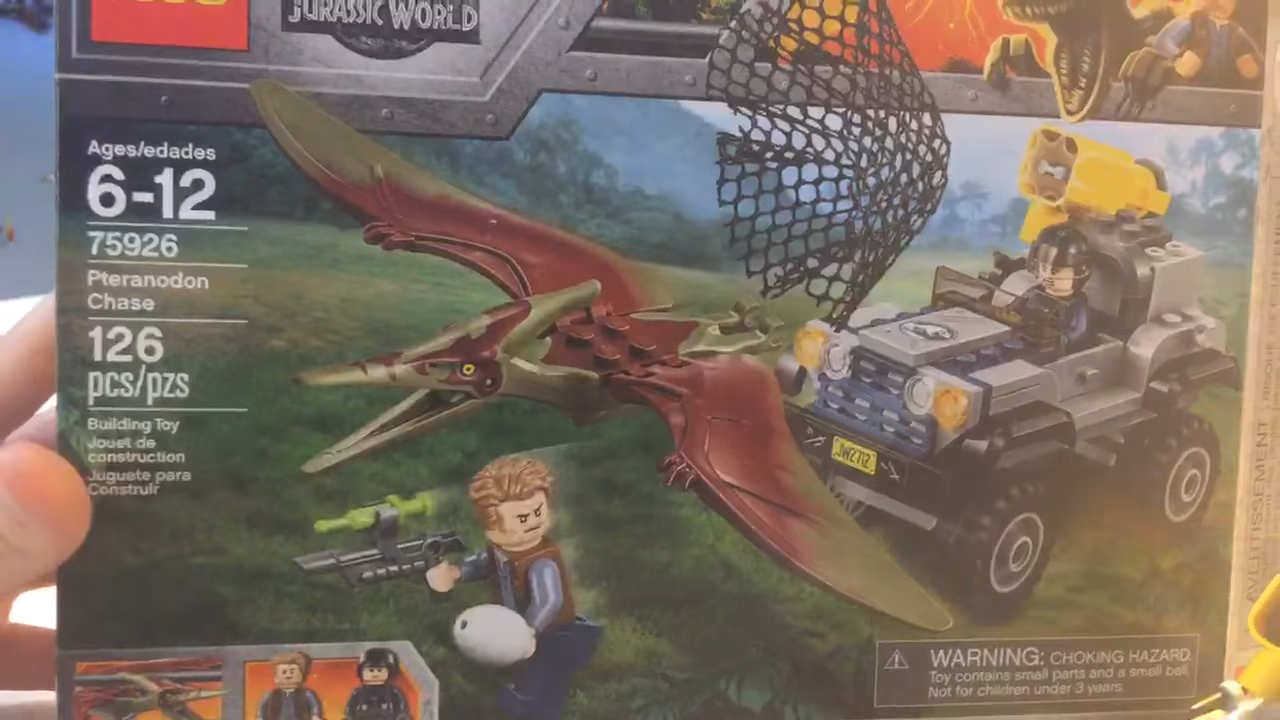 JURASSIC WORLD
Ages/edades
6-12
75926
Pteranodon
Chase
126
pcs/pzs
Building Toy
Jouet de
construction
Juguete para
Construir
JW2712
WARNING: CHOKING HAZARD.
Toy contains small parts and a small ball.
Not for children under 3 years.
AVERTISSEMENT